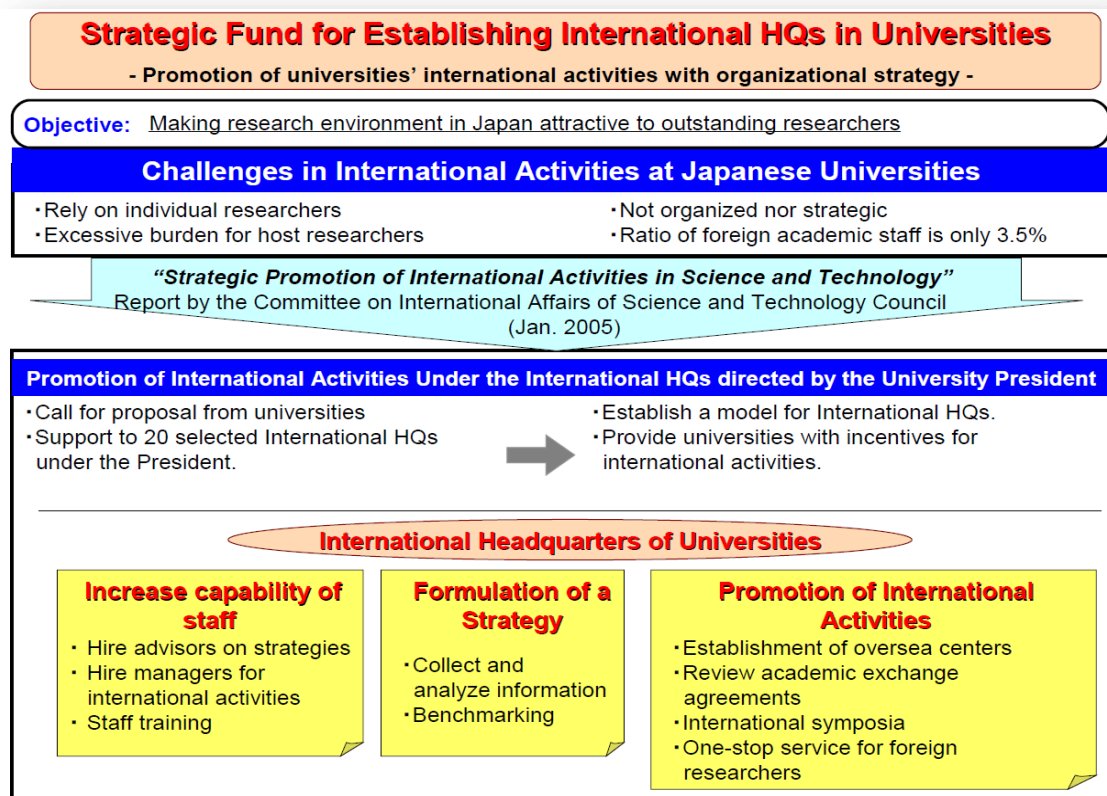 Strategic Fund for Establishing International HQs in Universities
- Promotion of universities' international activities with organizational strategy -
Objective: Making research environment in Japan attractive to outstanding researchers
Challenges in International Activities at Japanese Universities
・Rely on individual researchers
・Excessive burden for host researchers
・Not organized nor strategic
・Ratio of foreign academic staff is only 3.5%
“Strategic Promotion of International Activities in Science and Technology”
Report by the Committee on International Affairs of Science and Technology Council
(Jan. 2005)
Promotion of International Activities Under the International HQs directed by the University President
・Call for proposal from universities
・Support to 20 selected International HQs
under the President.
・Establish a model for International HQs.
・Provide universities with incentives for
international activities.
International Headquarters of Universities
Increase capability of
staff
・ Hire advisors on strategies
・ Hire managers for
international activities
・ Staff training
Formulation of a
Strategy
・Collect and
analyze information
・Benchmarking
Promotion of International
Activities
・Establishment of oversea centers
・Review academic exchange
agreements
・International symposia
・One-stop service for foreign
researchers